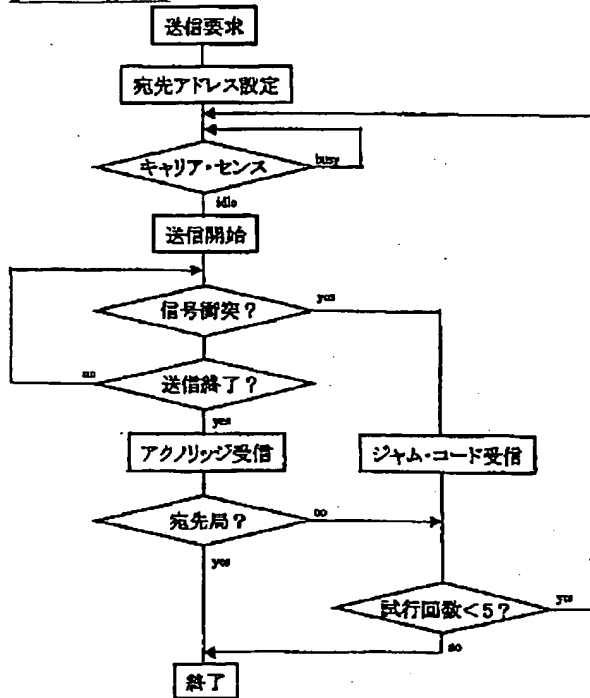 送信要求
宛先アドレス設定
キャリア・センス
busy
idle
送信開始
信号衝突?
yes
送信終了?
no
yes
アクノリッジ受信
ジャム・コード受信
宛先局?
no
yes
試行回数<5?
yes
no
終了